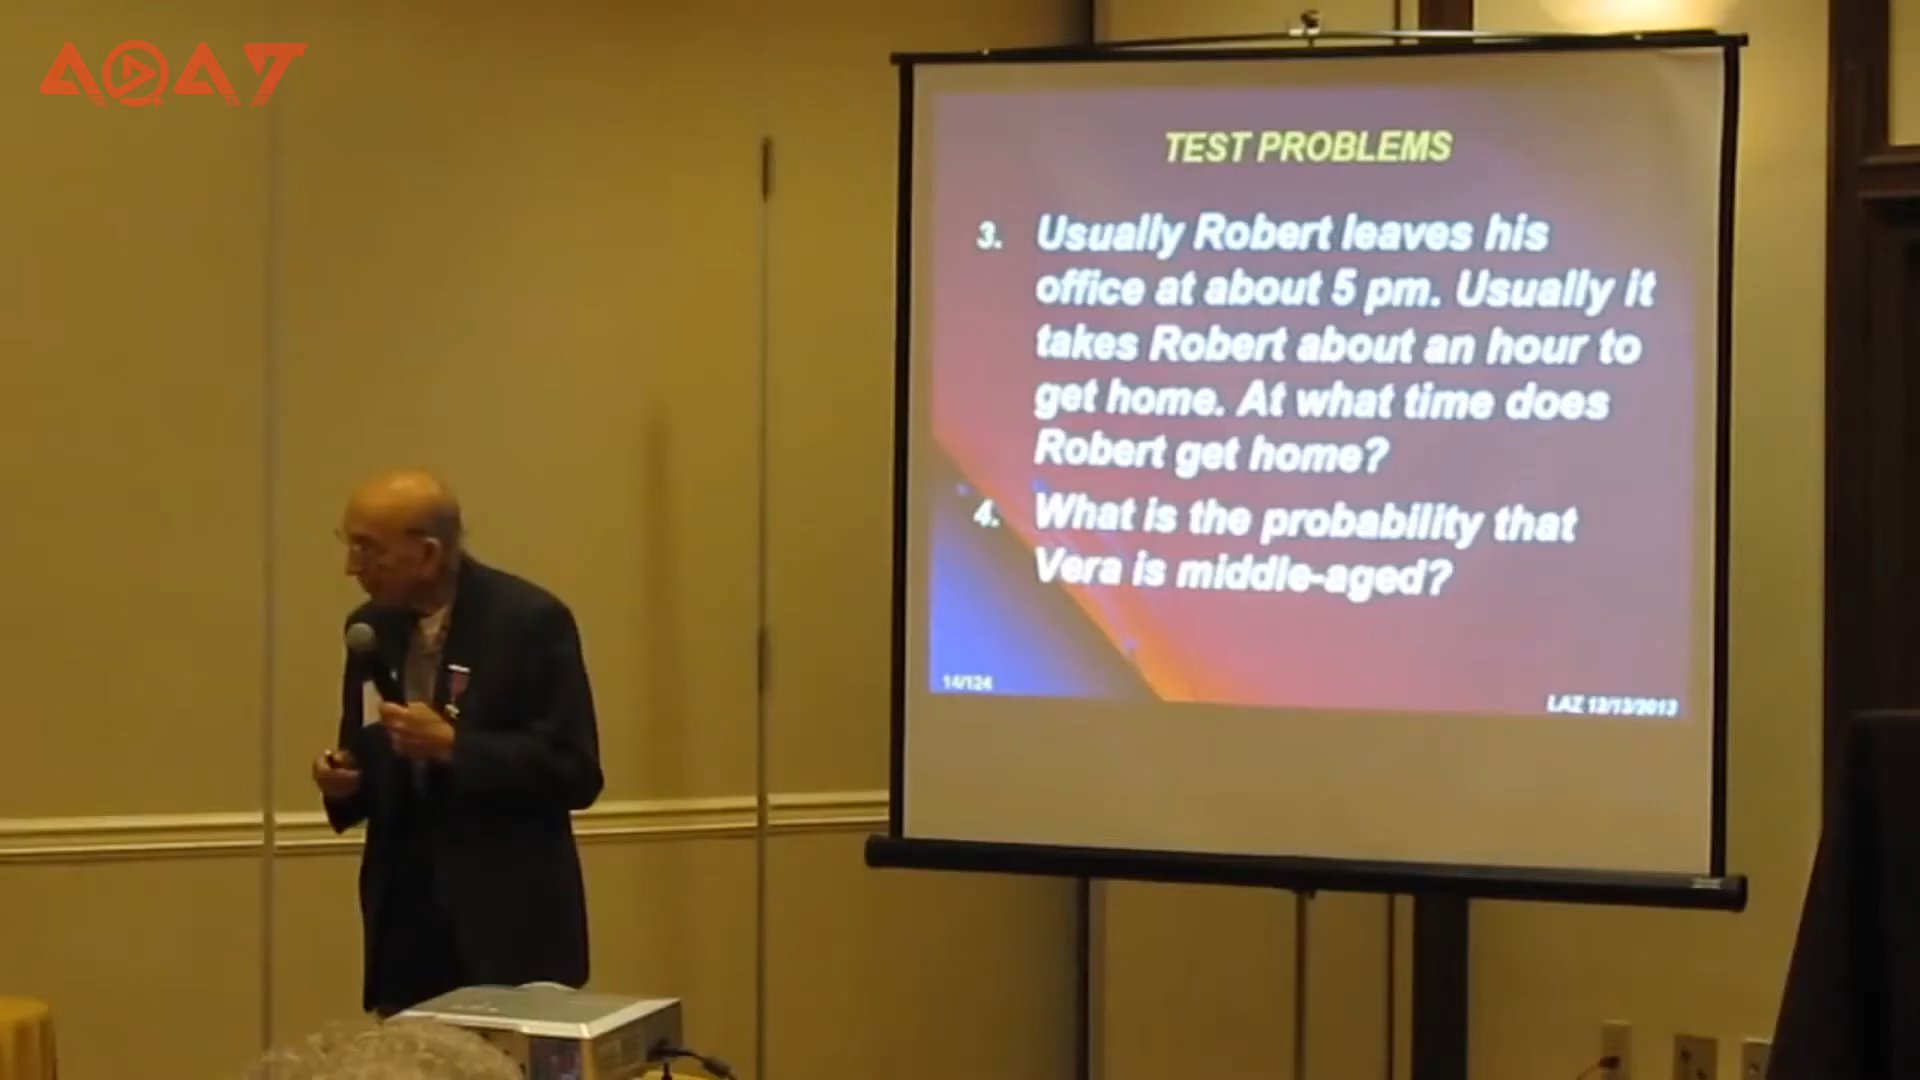 AOAT
TEST PROBLEMS
3. Usually Robert leaves his
office at about 5 pm. Usually it
takes Robert about an hour to
get home. At what time does
Robert get home?
4. What is the probability that
Vera is middle-aged?
14/124
LAZ 12/13/2013